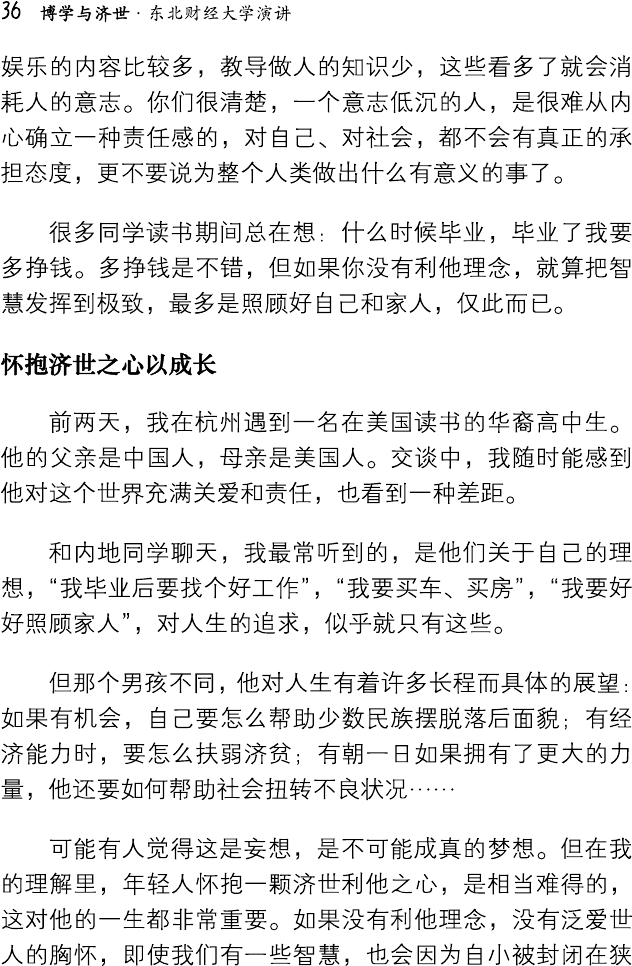 36 博学与济世·东北财经大学演讲
娱乐的内容比较多，教导做人的知识少，这些看多了就会消
耗人的意志。你们很清楚，一个意志低沉的人，是很难从内
心确立一种责任感的，对自己、对社会，都不会有真正的承
担态度，更不要说为整个人类做出什么有意义的事了。
很多同学读书期间总在想：什么时候毕业，毕业了我要
多挣钱。多挣钱是不错，但如果你没有利他理念，就算把智
慧发挥到极致，最多是照顾好自己和家人，仅此而已。
怀抱济世之心以成长
前两天，我在杭州遇到一名在美国读书的华裔高中生。
他的父亲是中国人，母亲是美国人。交谈中，我随时能感到
他对这个世界充满关爱和责任，也看到一种差距。
和内地同学聊天，我最常听到的，是他们关于自己的理
想，“我毕业后要找个好工作”，“我要买车、买房”，“我要好
好照顾家人”，对人生的追求，似乎就只有这些。
但那个男孩不同，他对人生有着许多长程而具体的展望：
如果有机会，自己要怎么帮助少数民族摆脱落后面貌；有经
济能力时，要怎么扶弱济贫；有朝一日如果拥有了更大的力
量，他还要如何帮助社会扭转不良状况……
可能有人觉得这是妄想，是不可能成真的梦想。但在我
的理解里，年轻人怀抱一颗济世利他之心，是相当难得的，
这对他的一生都非常重要。如果没有利他理念，没有泛爱世
人的胸怀，即使我们有一些智慧，也会因为自小被封闭在狭